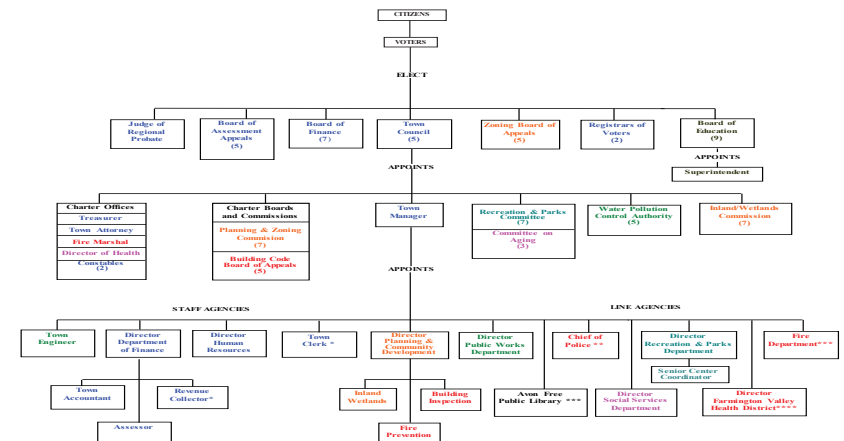 CITIZENS
VOTERS
ELECT
Judge of
Regional
Probate
Board of
Assessment
Appeals
(5)
Board of
Finance
(7)
Town
Council
(5)
Zoning Board of
Appeals
(5)
Registrars of
Voters
(2)
Board of
Education
(9)
APPOINTS
Superintendent
APPOINTS
Charter Offices
Treasurer
Town Attorney
Fire Marshal
Director of Health
Constables
(2)
Charter Boards
and Commissions
Planning & Zoning
Commision
(7)
Building Code
Board of Appeals
(5)
Town
Manager
Recreation & Parks
Committee
(7)
Committee on
Aging
(3)
Water Pollution
Control Authority
(5)
Inland/Wetlands
Commission
(7)
APPOINTS
STAFF AGENCIES
LINE AGENCIES
Town
Engineer
Director
Department
of Finance
Director
Human
Resources
Town
Clerk *
Director
Planning &
Community
Development
Director
Public Works
Department
Chief of
Police **
Director
Recreation & Parks
Department
Fire
Department***
Senior Center
Coordinator
Town
Accountant
Revenue
Collector*
Inland
Wetlands
Building
Inspection
Avon Free
Public Library ***
Director
Social Services
Department
Director
Farmington Valley
Health District****
Assessor
Fire
Prevention